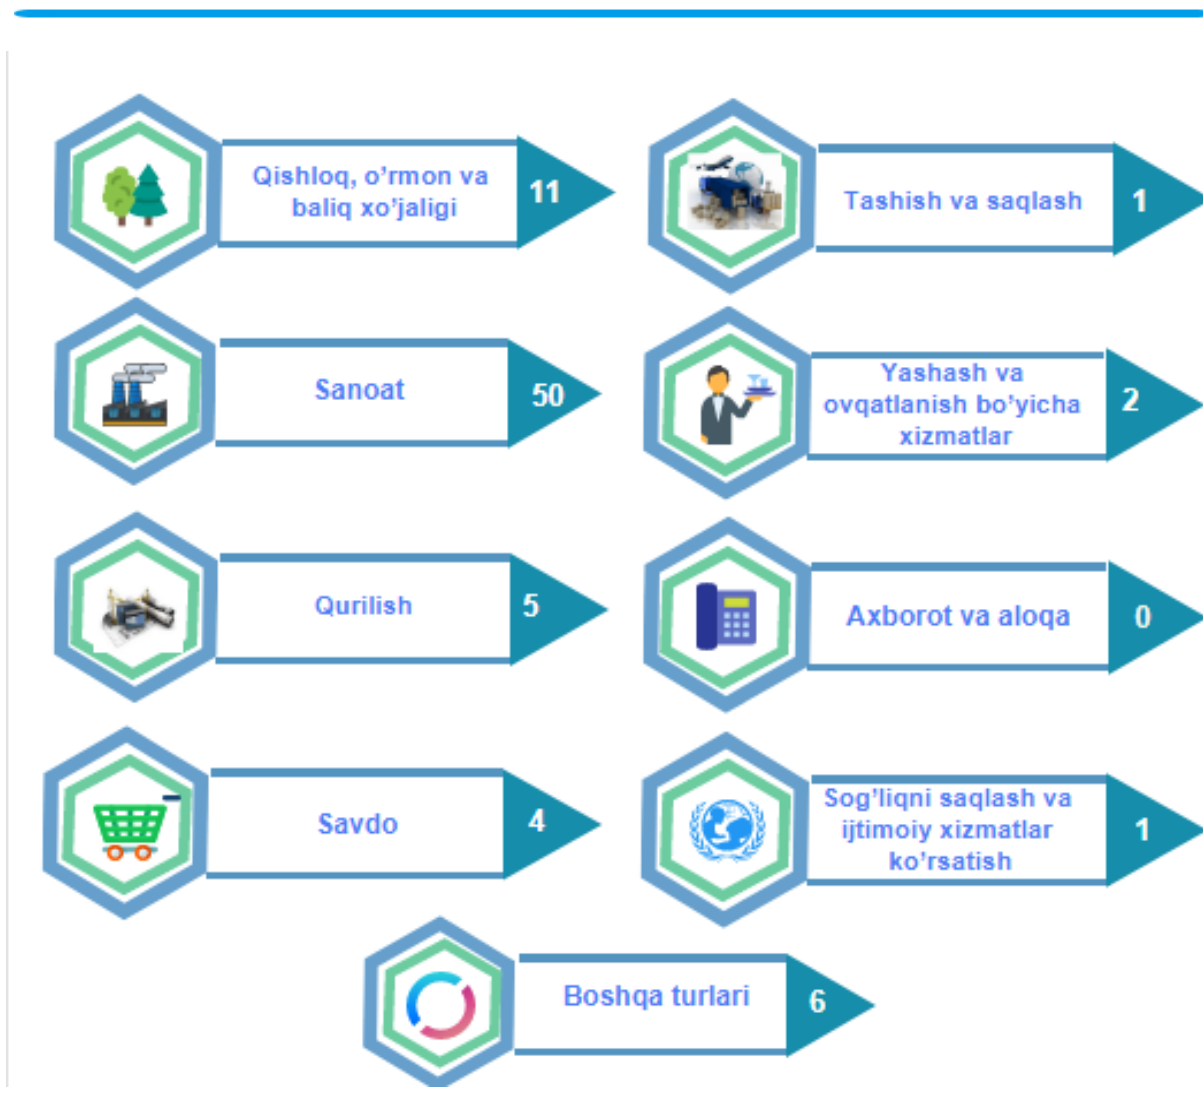 Qishloq, o’rmon va
baliq xo’jaligi
11
Tashish va saqlash
1
Sanoat
50
Yashash va
ovqatlanish bo’yicha
xizmatlar
2
Qurilish
5
Axborot va aloqa
0
Savdo
4
Sog’liqni saqlash va
ijtimoiy xizmatlar
ko’rsatish
1
Boshqa turlari
6